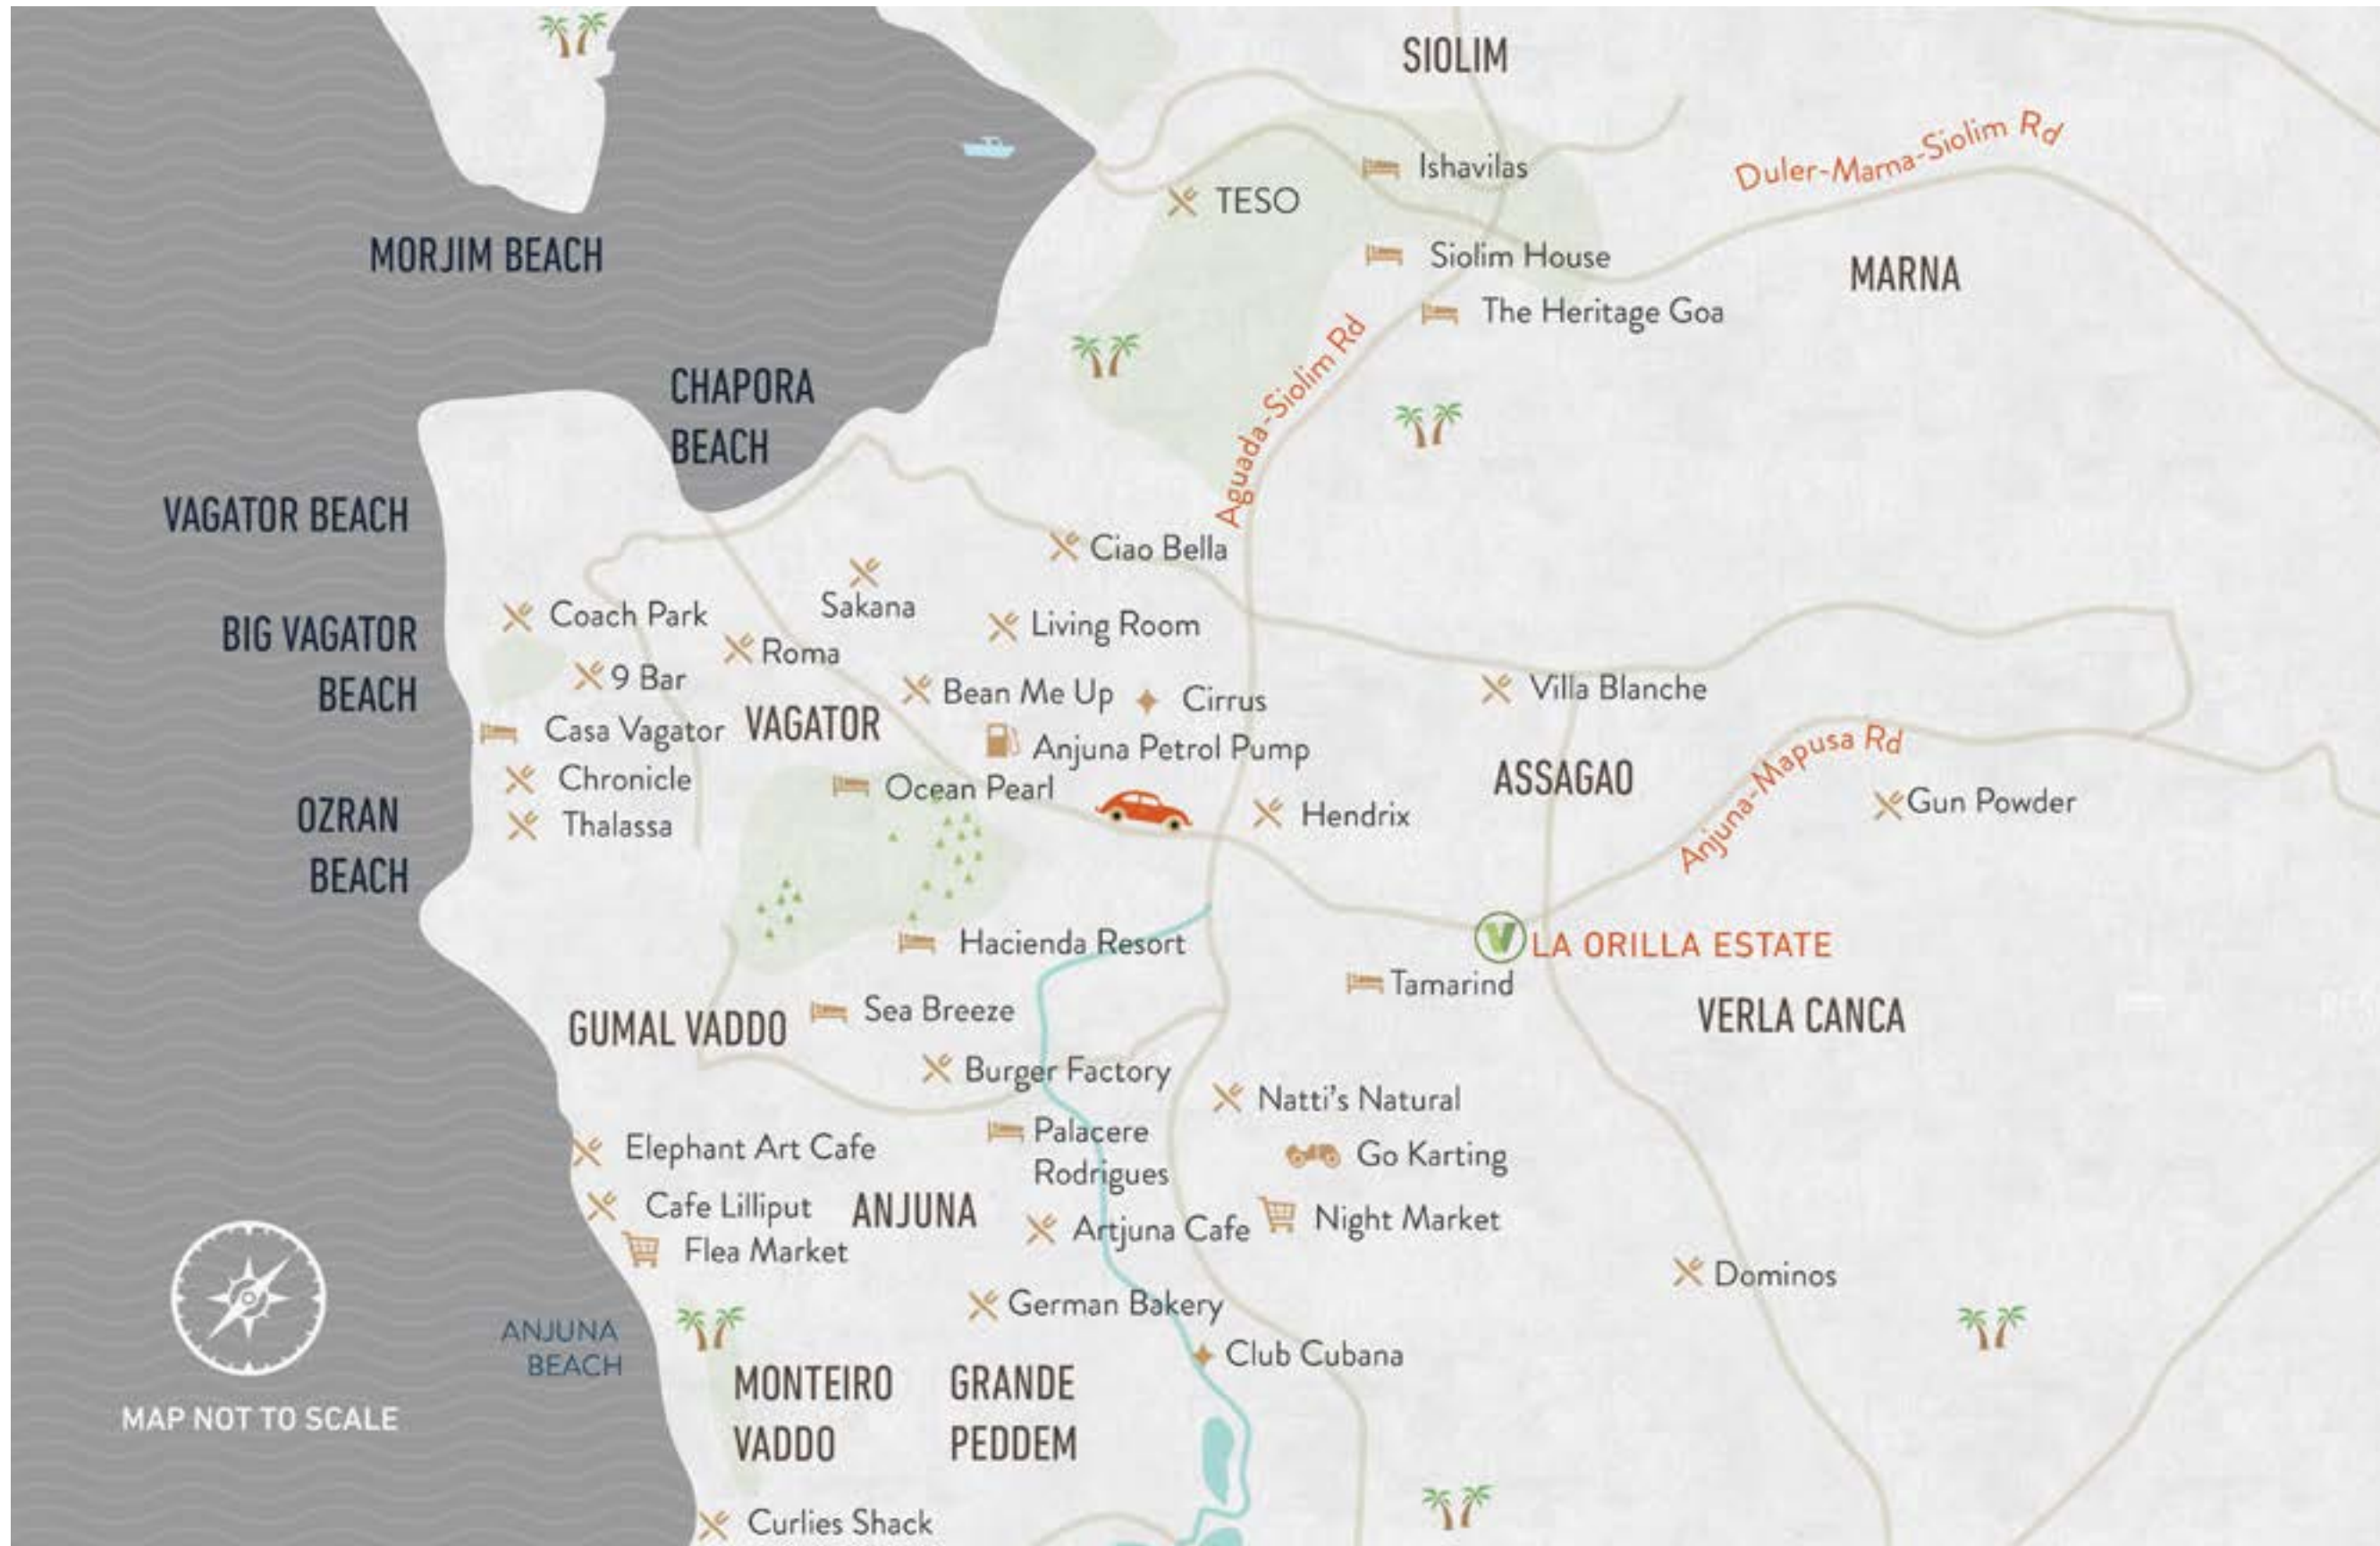 SIOLIM
Duler-Marna-Siolim Rd
Ishavilas
TESO
MORJIM BEACH
Siolim House
MARNA
The Heritage Goa
Aguada-Siolim Rd
CHAPORA
BEACH
VAGATOR BEACH
Ciao Bella
Sakana
Coach Park
Living Room
BIG VAGATOR
BEACH
Roma
9 Bar
Bean Me Up
Cirrus
Villa Blanche
Casa Vagator
VAGATOR
Anjuna Petrol Pump
Anjuna-Mapusa Rd
Chronicle
Ocean Pearl
ASSAGAO
Gun Powder
OZRAN
BEACH
Thalassa
Hendrix
Hacienda Resort
LA ORILLA ESTATE
Tamarind
Sea Breeze
GUMAL VADDO
VERLA CANCA
Burger Factory
Natti's Natural
Palacere
Rodrigues
Elephant Art Cafe
Go Karting
Cafe Lilliput
ANJUNA
Artjuna Cafe
Night Market
Flea Market
Dominos
German Bakery
ANJUNA
BEACH
Club Cubana
MONTEIRO
VADDO
GRANDE
PEDDEM
MAP NOT TO SCALE
Curlies Shack